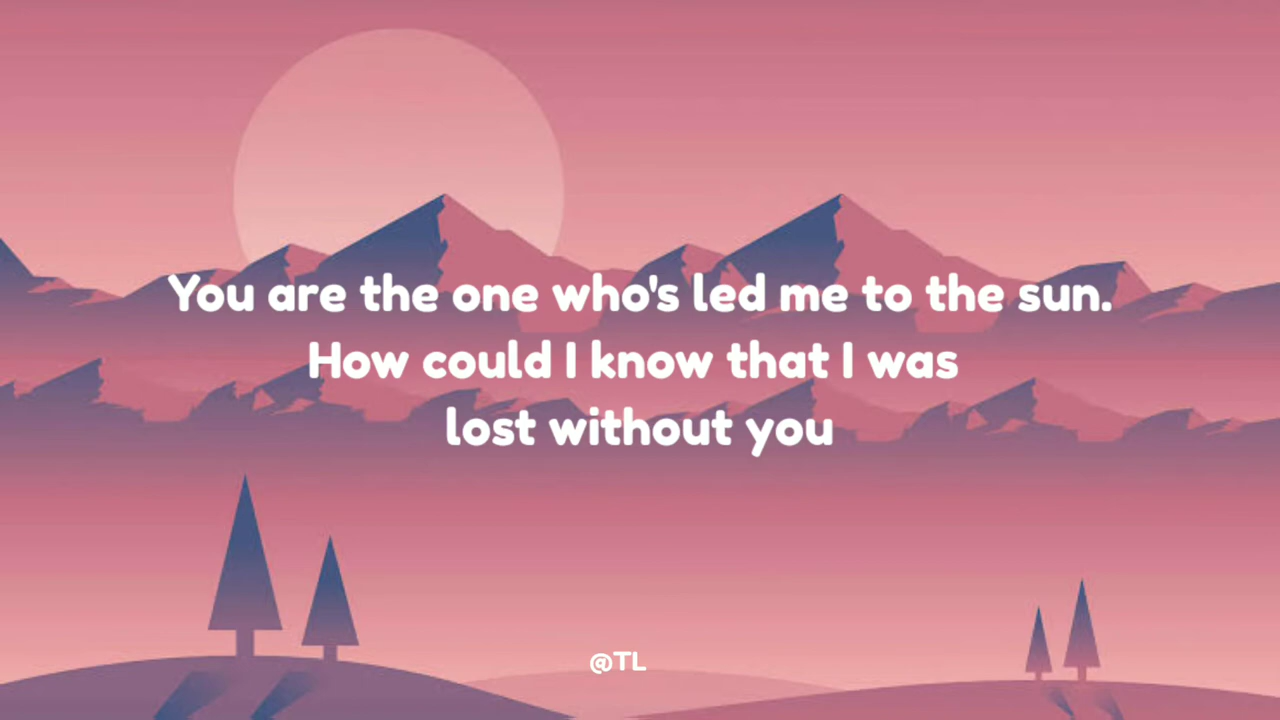 You are the one who's led me to the sun.
How could I know that I was
lost without you
@TL